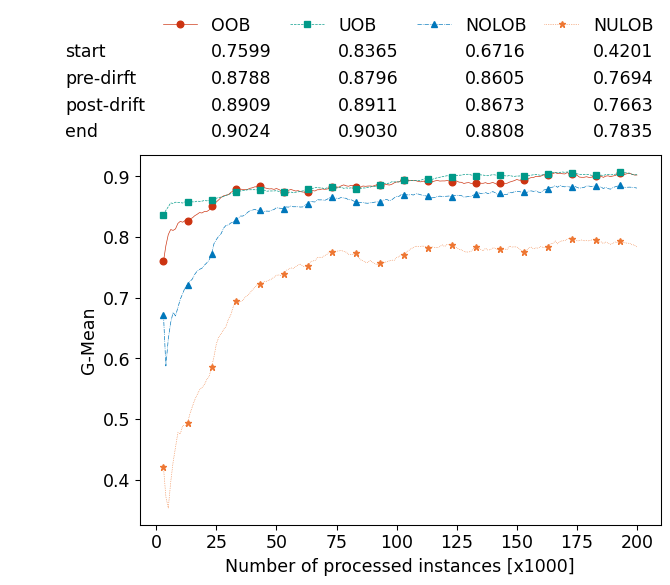 OOB UOB NOLOB NULOB
start 0.7599 0.8365 0.6716 0.4201
pre-dirft 0.8788 0.8796 0.8605 0.7694
post-drift 0.8909 0.8911 0.8673 0.7663
end 0.9024 0.9030 0.8808 0.7835
0.9
0.8
0.7
0.6
0.5
0.4
G-Mean
0 25 50 75 100 125 150 175 200
Number of processed instances [x1000]